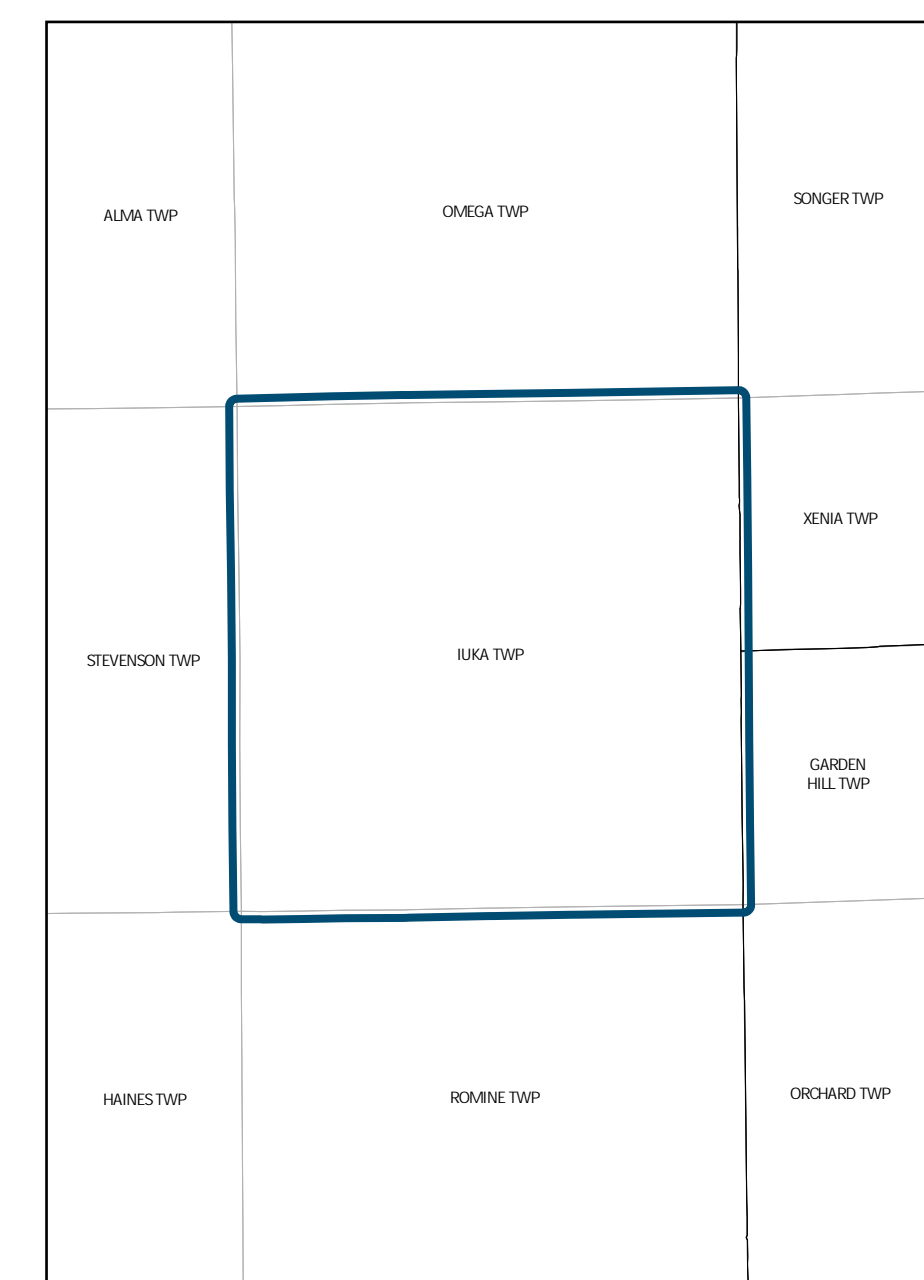 ALMA TWP
OMEGA TWP
SONGER TWP
XENIA TWP
STEVENSON TWP
IUKA TWP
GARDEN
HILL TWP
HAINES TWP
ROMINE TWP
ORCHARD TWP